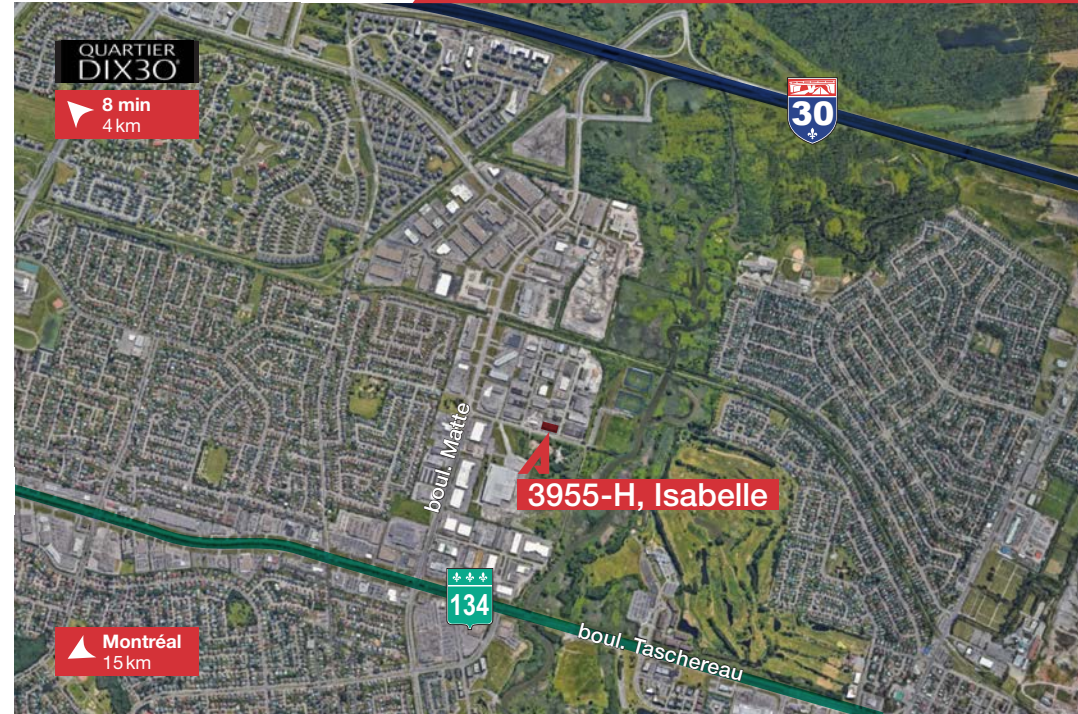 QUARTIER
DIX30
8 min
4 km
30
boul. Matte
3955-H, Isabelle
134
boul. Taschereau
Montréal
15 km